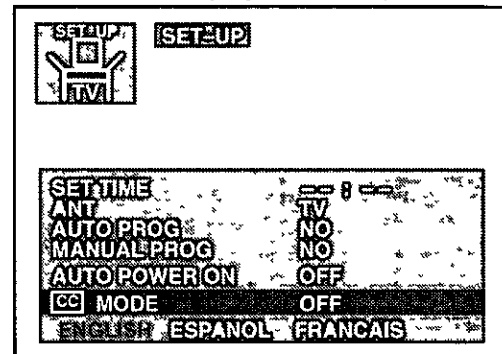 SET-UP SET-UP
TV
SET TIME -- : --
ANT TV
AUTO PROG NO
MANUAL PROG NO
AUTO POWER ON OFF
CC MODE OFF
ENGLISH ESPANOL FRANCAIS